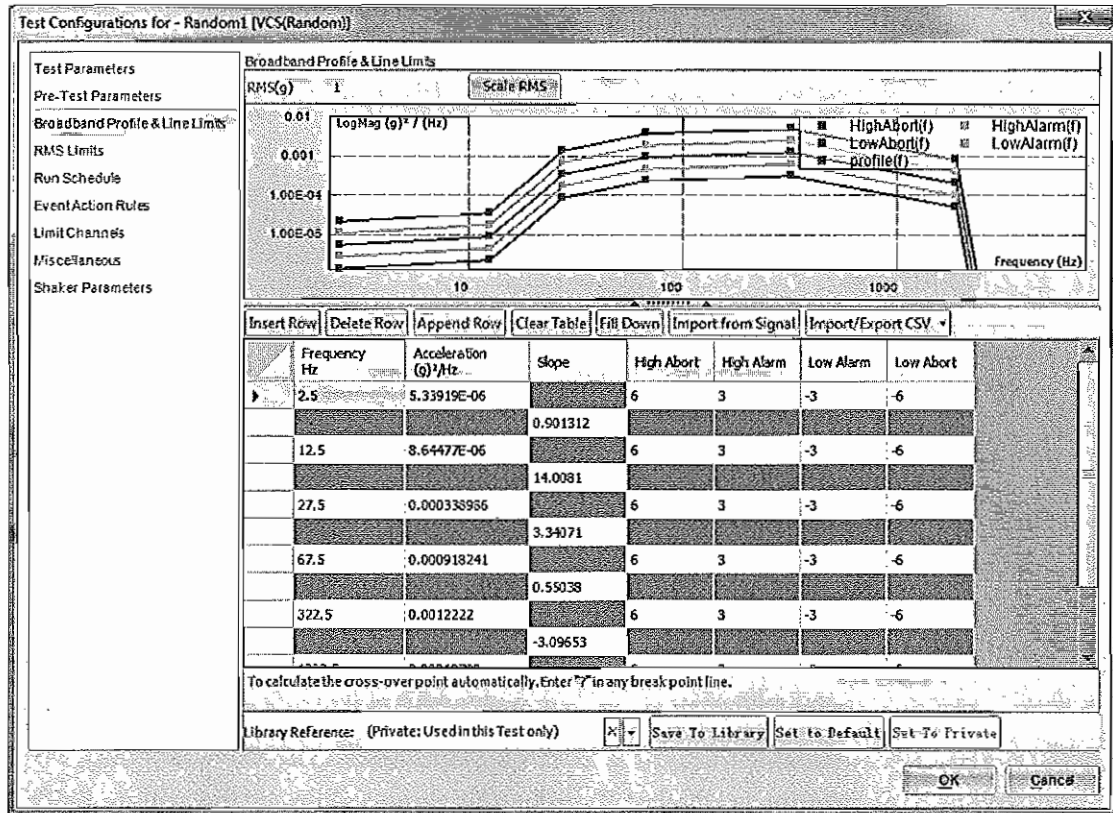 Test Configurations for - Random1 [VCS(Random)]
Test Parameters
Pre-Test Parameters
Broadband Profile & Line Limits
RMS Limits
Run Schedule
Event Action Rules
Limit Channels
Miscellaneous
Shaker Parameters
Broadband Profile & Line Limits
RMS(g) 1 Scale RMS
LogMag (g)² / (Hz)
HighAbort(f) HighAlarm(f)
LowAbort(f) LowAlarm(f)
profile(f)
0.01
0.001
1.00E-04
1.00E-05
Frequency (Hz)
10 100 1000
Insert Row Delete Row Append Row Clear Table Fill Down Import from Signal Import/Export CSV
Frequency Hz Acceleration (g)²/Hz Slope High Abort High Alarm Low Alarm Low Abort
2.5 5.33919E-06 6 3 -3 -6
0.901312
12.5 8.64477E-06 6 3 -3 -6
14.0081
27.5 0.000338986 6 3 -3 -6
3.34071
67.5 0.000918241 6 3 -3 -6
0.55038
322.5 0.0012222 6 3 -3 -6
-3.09653
To calculate the cross-over point automatically, Enter "?" in any break point line.
Library Reference: (Private: Used in this Test only) Save To Library Set to Default Set To Private
OK Cancel